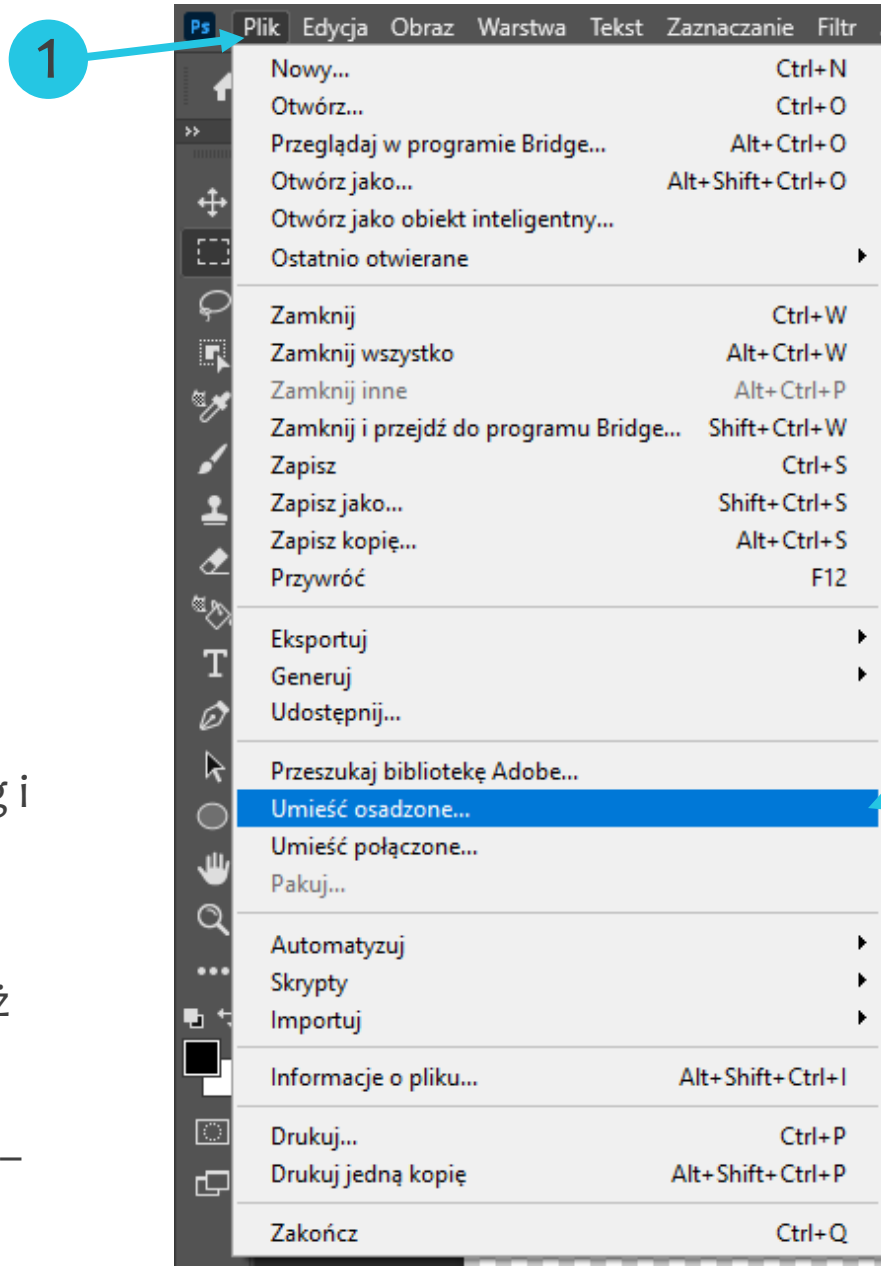 1
Ps Plik Edycja Obraz Warstwa Tekst Zaznaczanie Filtr
Nowy... Ctrl+N
Otwórz... Ctrl+O
Przeglądaj w programie Bridge... Alt+Ctrl+O
Otwórz jako... Alt+Shift+Ctrl+O
Otwórz jako obiekt inteligentny...
Ostatnio otwierane
Zamknij Ctrl+W
Zamknij wszystko Alt+Ctrl+W
Zamknij inne Alt+Ctrl+P
Zamknij i przejdź do programu Bridge... Shift+Ctrl+W
Zapisz Ctrl+S
Zapisz jako... Shift+Ctrl+S
Zapisz kopię... Alt+Ctrl+S
Przywróć F12
Eksportuj
Generuj
Udostępnij...
Przeszukaj bibliotekę Adobe...
i
Umieść osadzone...
Umieść połączone...
Pakuj...
Automatyzuj
Skrypty
ż
Importuj
Informacje o pliku... Alt+Shift+Ctrl+I
Drukuj... Ctrl+P
–
Drukuj jedną kopię Alt+Shift+Ctrl+P
Zakończ Ctrl+Q